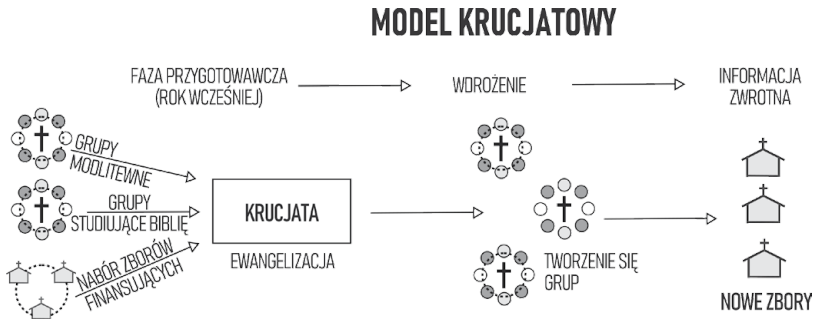 MODEL KRUCJATOWY
FAZA PRZYGOTOWAWCZA
(ROK WCZEŚNIEJ)
WDROŻENIE
INFORMACJA
ZWROTNA
GRUPY
MODLITEWNE
GRUPY
STUDIUJĄCE BIBLIĘ
NABÓR ZBORÓW
FINANSUJĄCYCH
KRUCJATA
EWANGELIZACJA
TWORZENIE SIĘ
GRUP
NOWE ZBORY